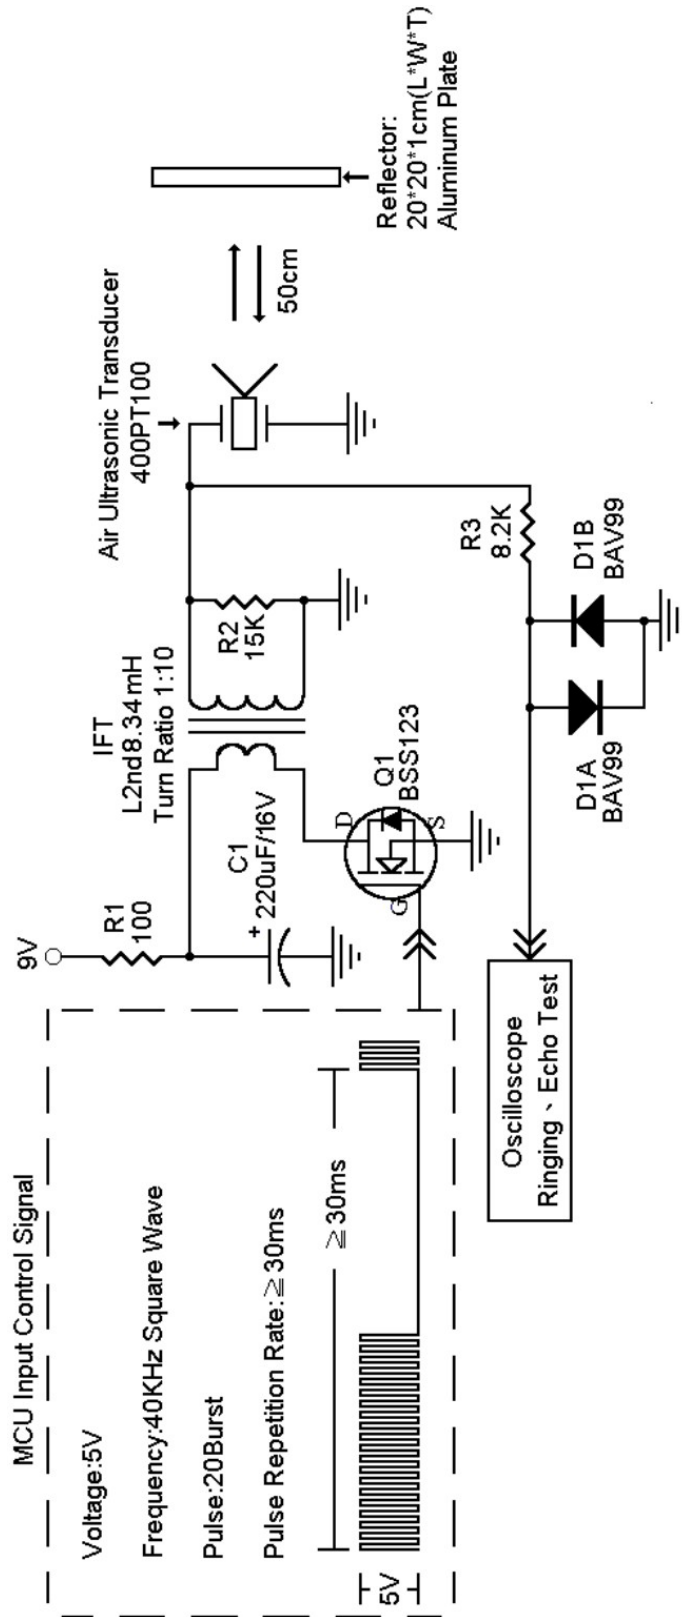 MCU Input Control Signal
Voltage:5V
Frequency:40KHz Square Wave
Pulse:20Burst
Pulse Repetition Rate:≧30ms
≧30ms
5V
9V
R1
100
C1
+
220uF/16V
IFT
L2nd8.34mH
Turn Ratio 1:10
Q1
BSS123
D
G
S
R2
15K
Air Ultrasonic Transducer
400PT100
50cm
Reflector:
20*20*1cm(L*W*T)
Aluminum Plate
R3
8.2K
D1A
BAV99
D1B
BAV99
Oscilloscope
Ringing、Echo Test